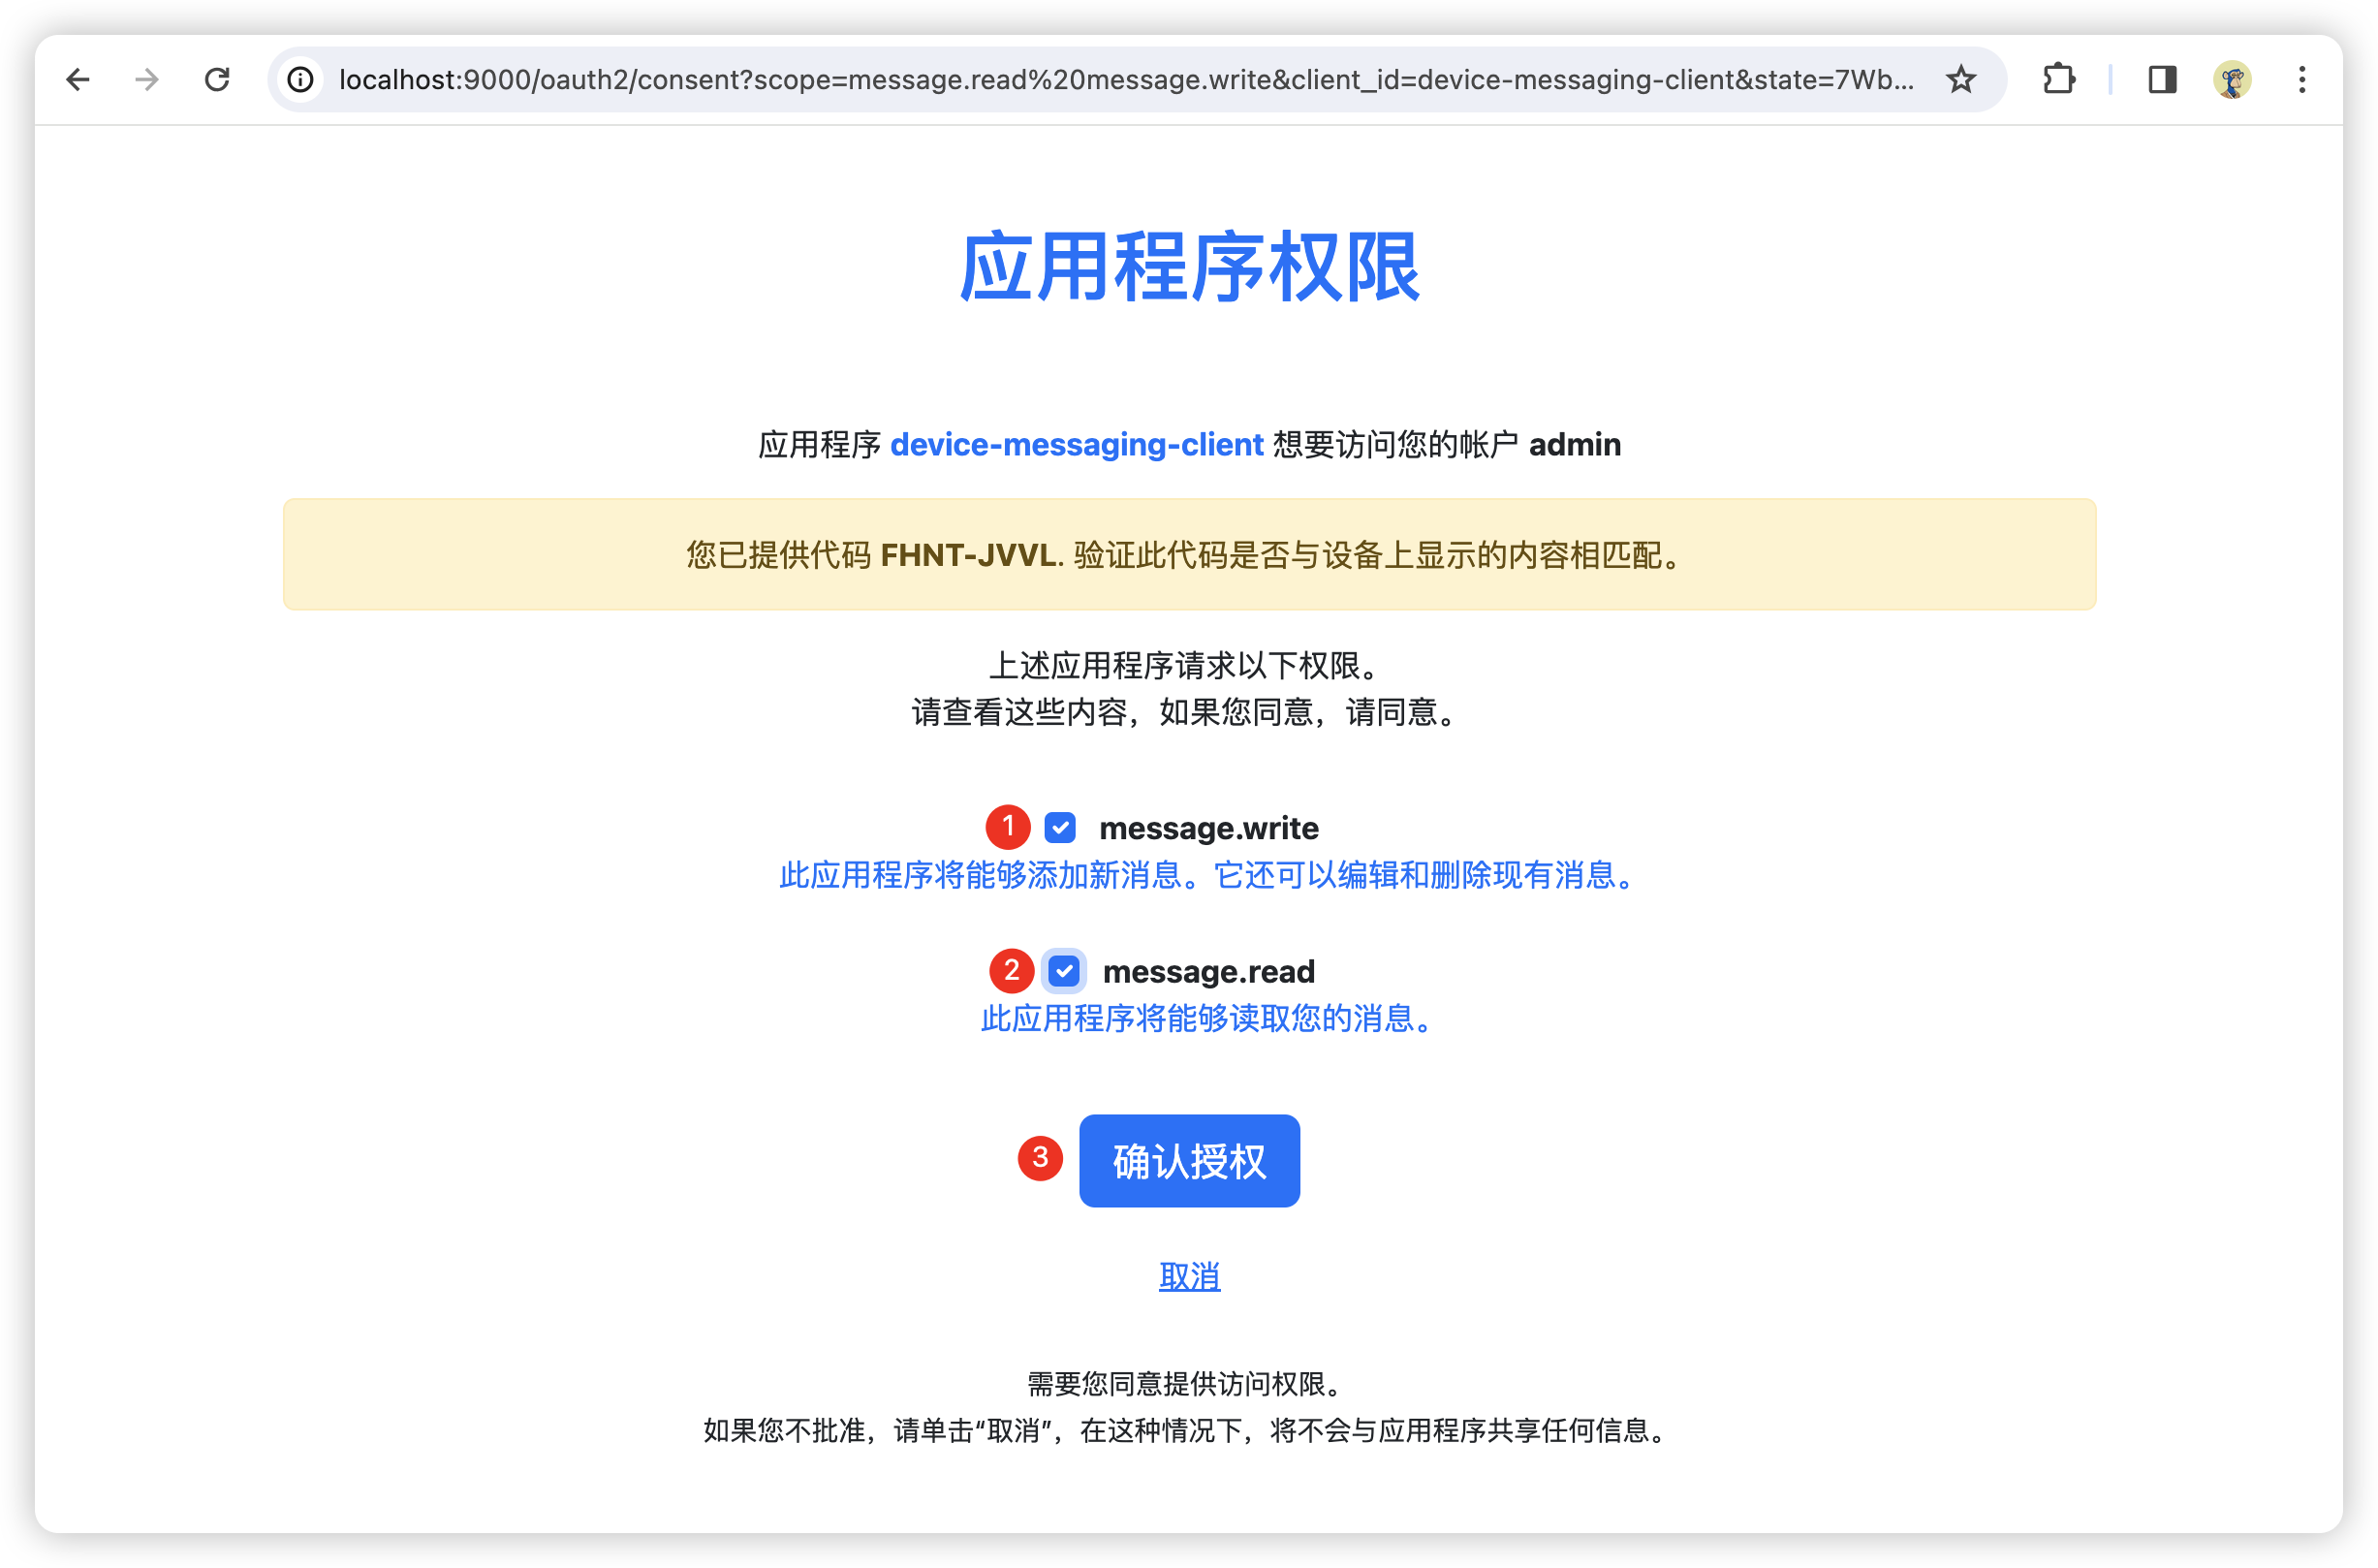 localhost:9000/oauth2/consent?scope=message.read%20message.write&client_id=device-messaging-client&state=7Wb...
应用程序权限
应用程序 device-messaging-client 想要访问您的帐户 admin
您已提供代码 FHNT-JVVL. 验证此代码是否与设备上显示的内容相匹配。
上述应用程序请求以下权限。
请查看这些内容，如果您同意，请同意。
1 message.write
此应用程序将能够添加新消息。它还可以编辑和删除现有消息。
2 message.read
此应用程序将能够读取您的消息。
3 确认授权
取消
需要您同意提供访问权限。
如果您不批准，请单击“取消”，在这种情况下，将不会与应用程序共享任何信息。